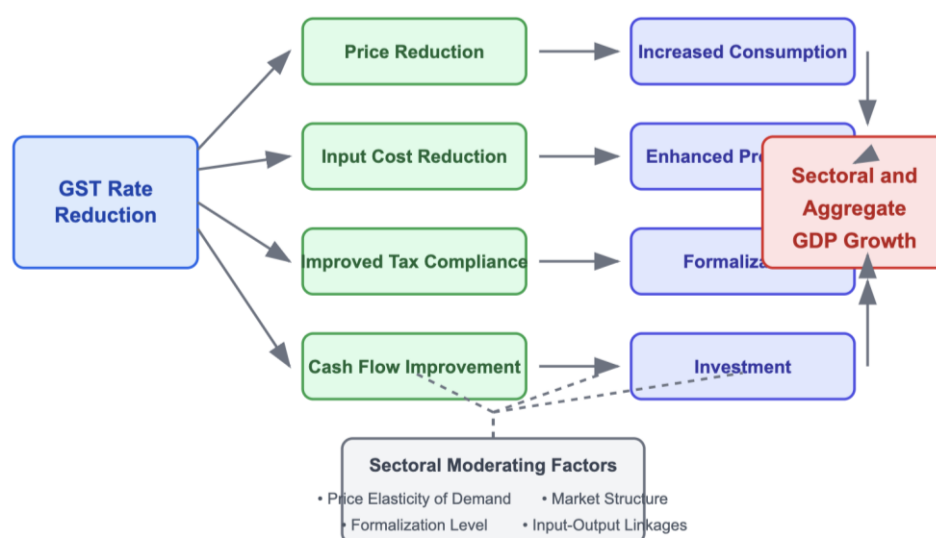 Price Reduction
Increased Consumption
GST Rate
Reduction
Input Cost Reduction
Enhanced
Sectoral and
Aggregate
GDP Growth
Improved Tax Compliance
Cash Flow Improvement
Investment
Sectoral Moderating Factors
• Price Elasticity of Demand
• Market Structure
• Formalization Level
• Input-Output Linkages